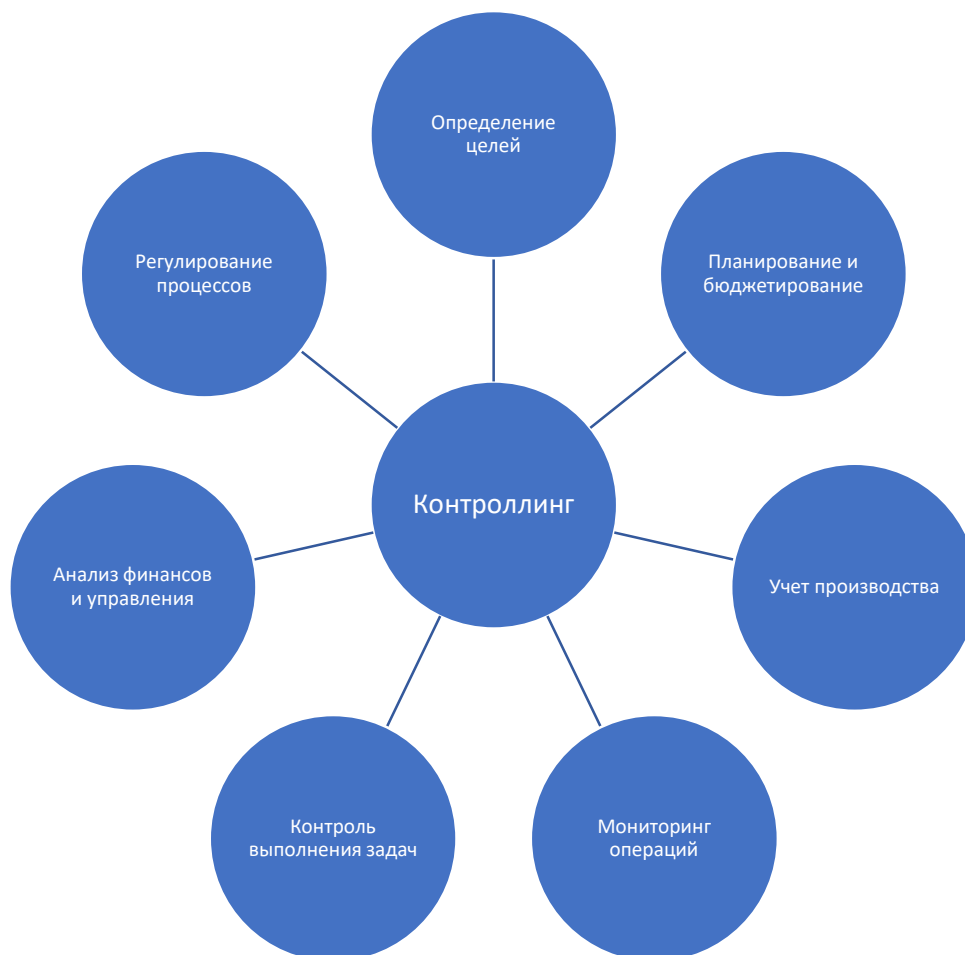 Определение
целей
Планирование и
бюджетирование
Учет производства
Мониторинг
операций
Контроль
выполнения задач
Анализ финансов
и управления
Регулирование
процессов
Контроллинг